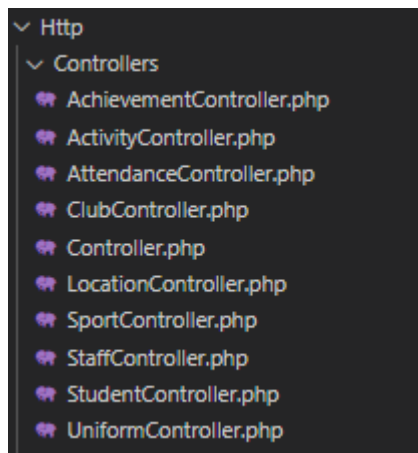 Http
Controllers
AchievementController.php
ActivityController.php
AttendanceController.php
ClubController.php
Controller.php
LocationController.php
SportController.php
StaffController.php
StudentController.php
UniformController.php